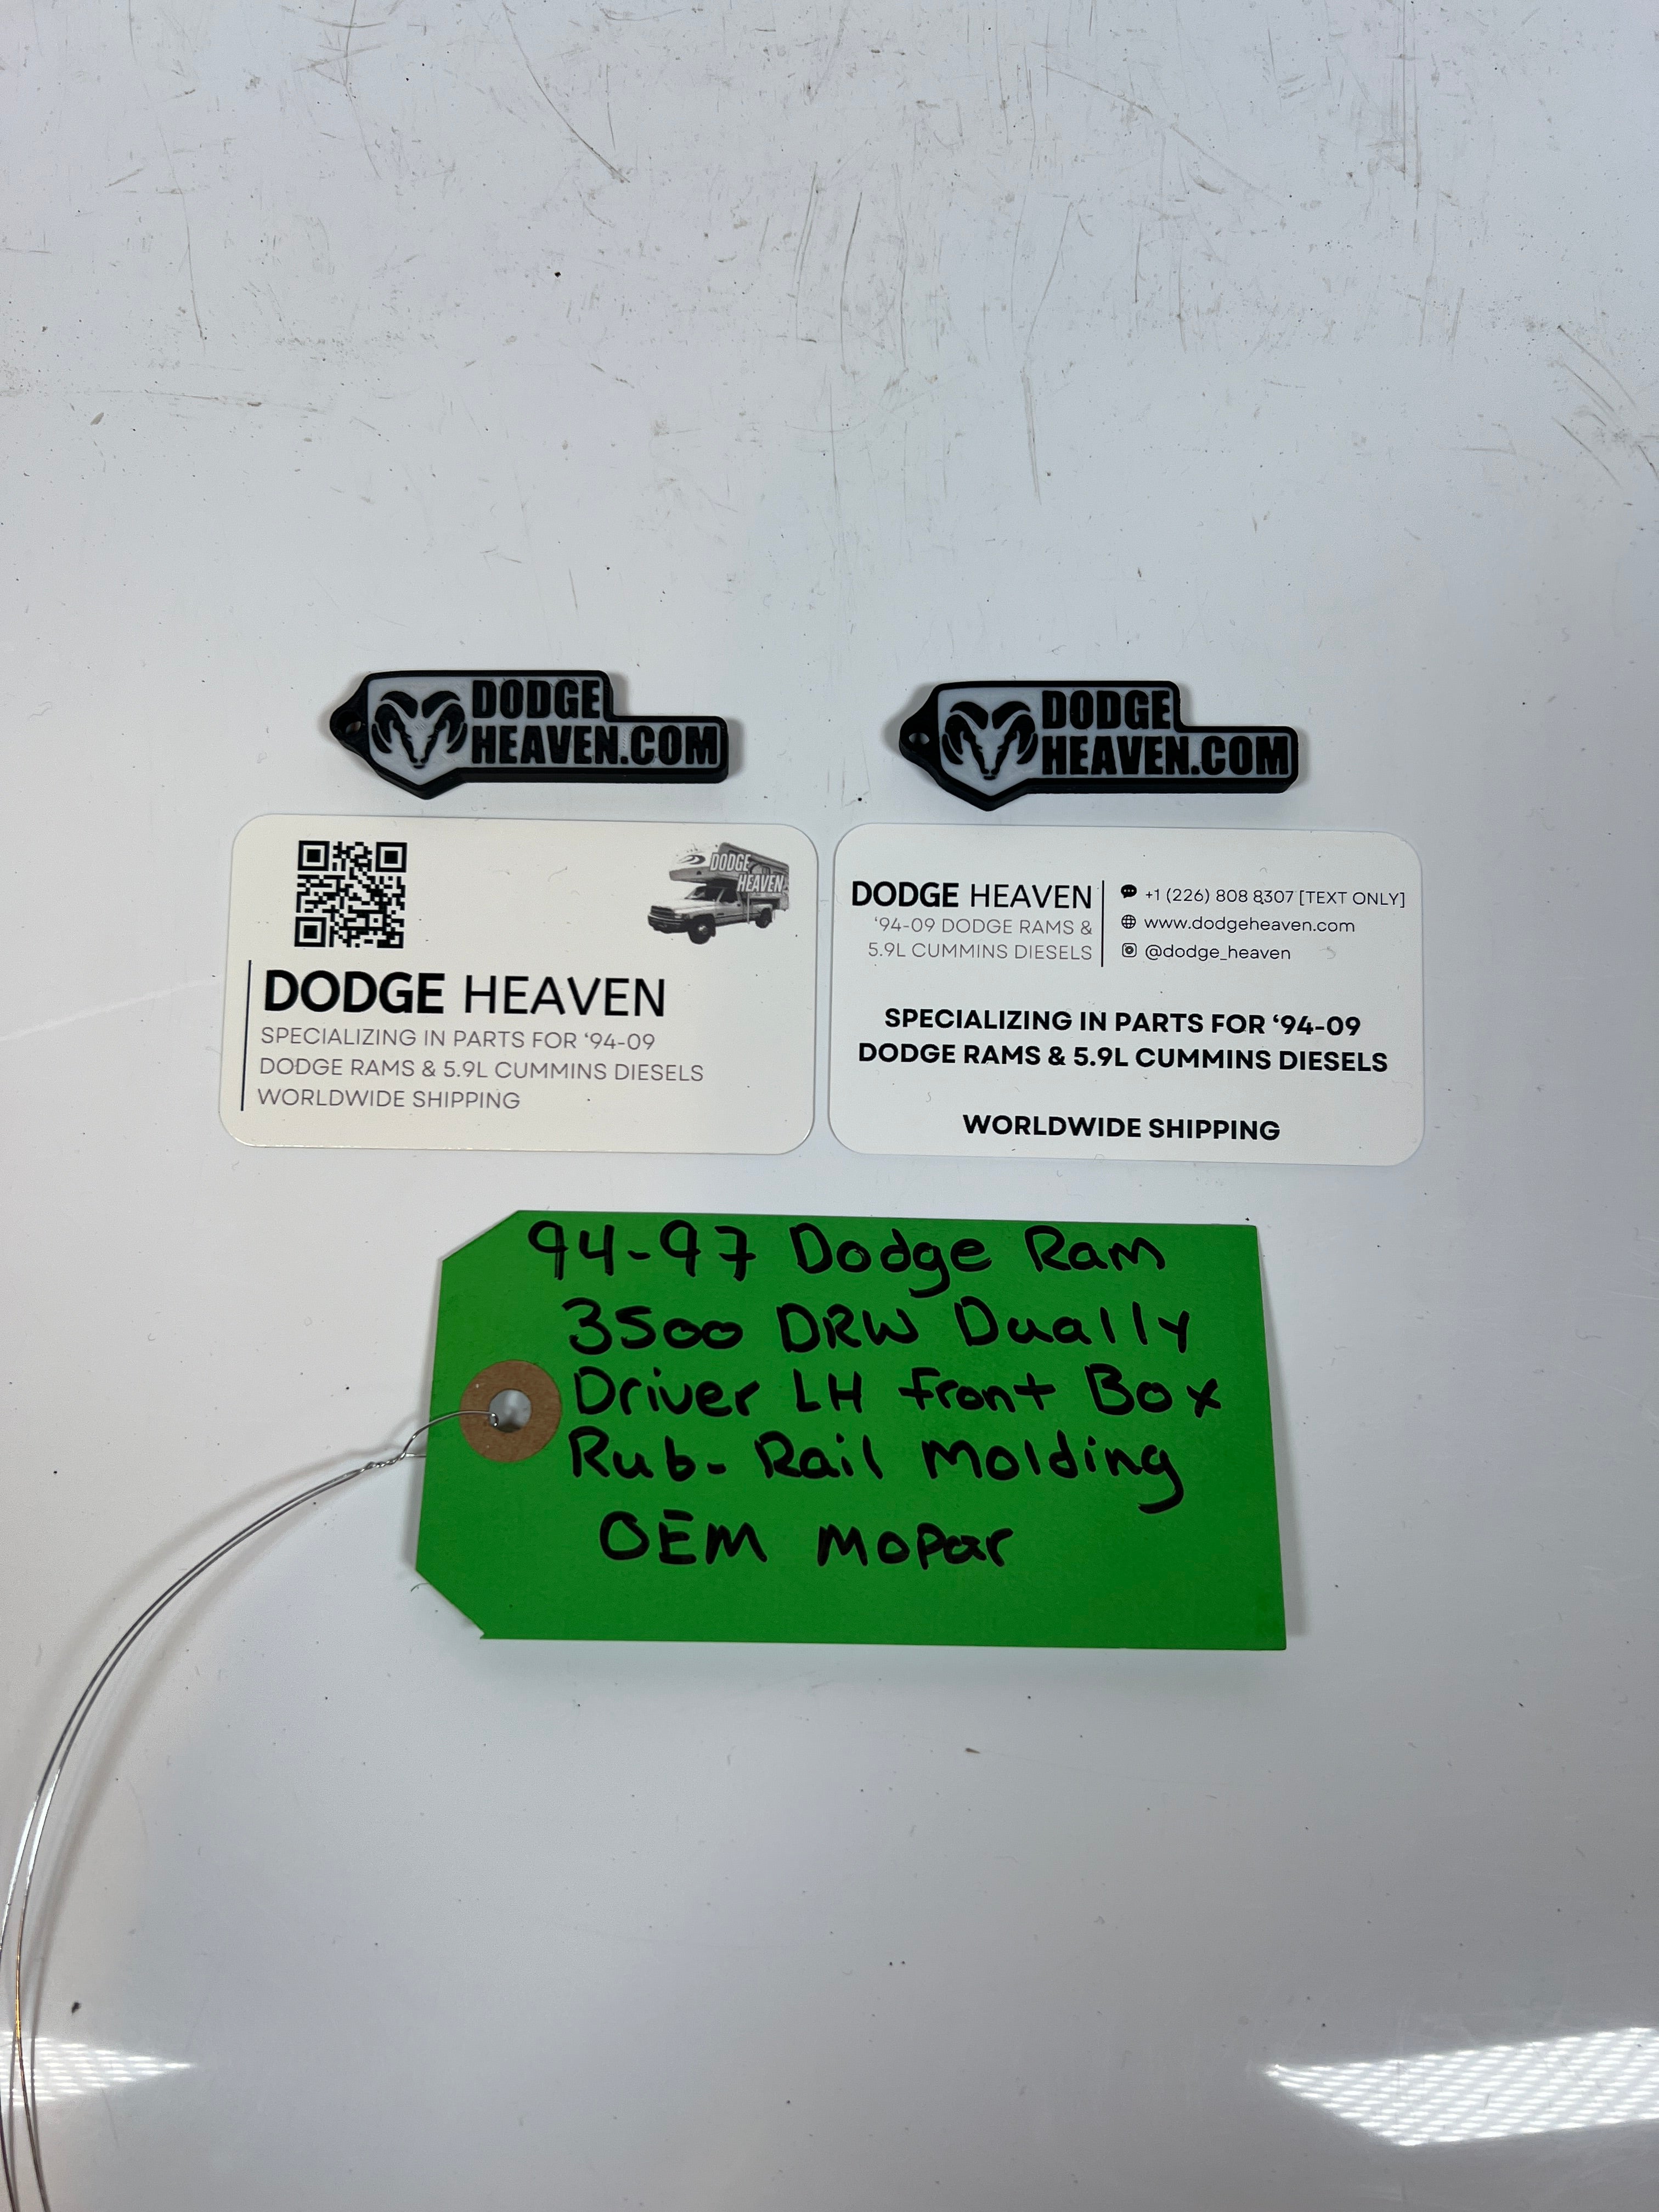 DODGE
HEAVEN.COM
DODGE
HEAVEN.COM
DODGE
HEAVEN
DODGE HEAVEN
SPECIALIZING IN PARTS FOR ‘94-09
DODGE RAMS & 5.9L CUMMINS DIESELS
WORLDWIDE SHIPPING
DODGE HEAVEN
‘94-09 DODGE RAMS &
5.9L CUMMINS DIESELS
+1 (226) 808 8307 [TEXT ONLY]
www.dodgeheaven.com
@dodge_heaven
SPECIALIZING IN PARTS FOR ‘94-09
DODGE RAMS & 5.9L CUMMINS DIESELS
WORLDWIDE SHIPPING
94-97 Dodge Ram
3500 DRW Dually
Driver LH front Box
Rub-Rail Molding
OEM Mopar